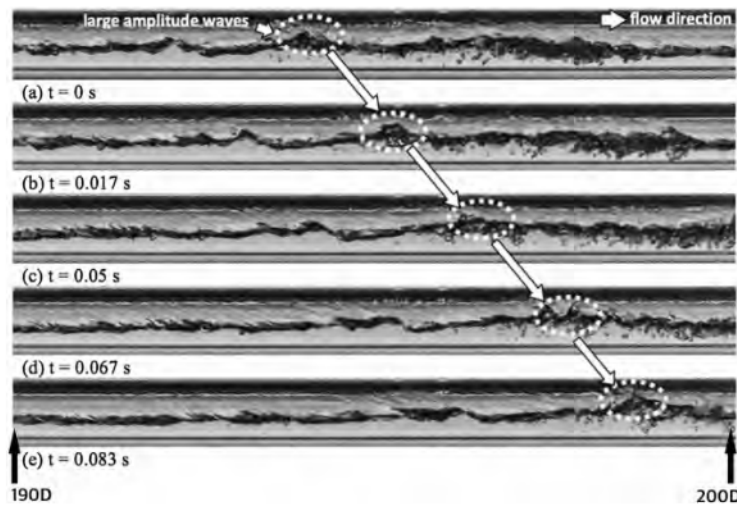 large amplitude waves
flow direction
(a) t = 0 s
(b) t = 0.017 s
(c) t = 0.05 s
(d) t = 0.067 s
(e) t = 0.083 s
190D
200D